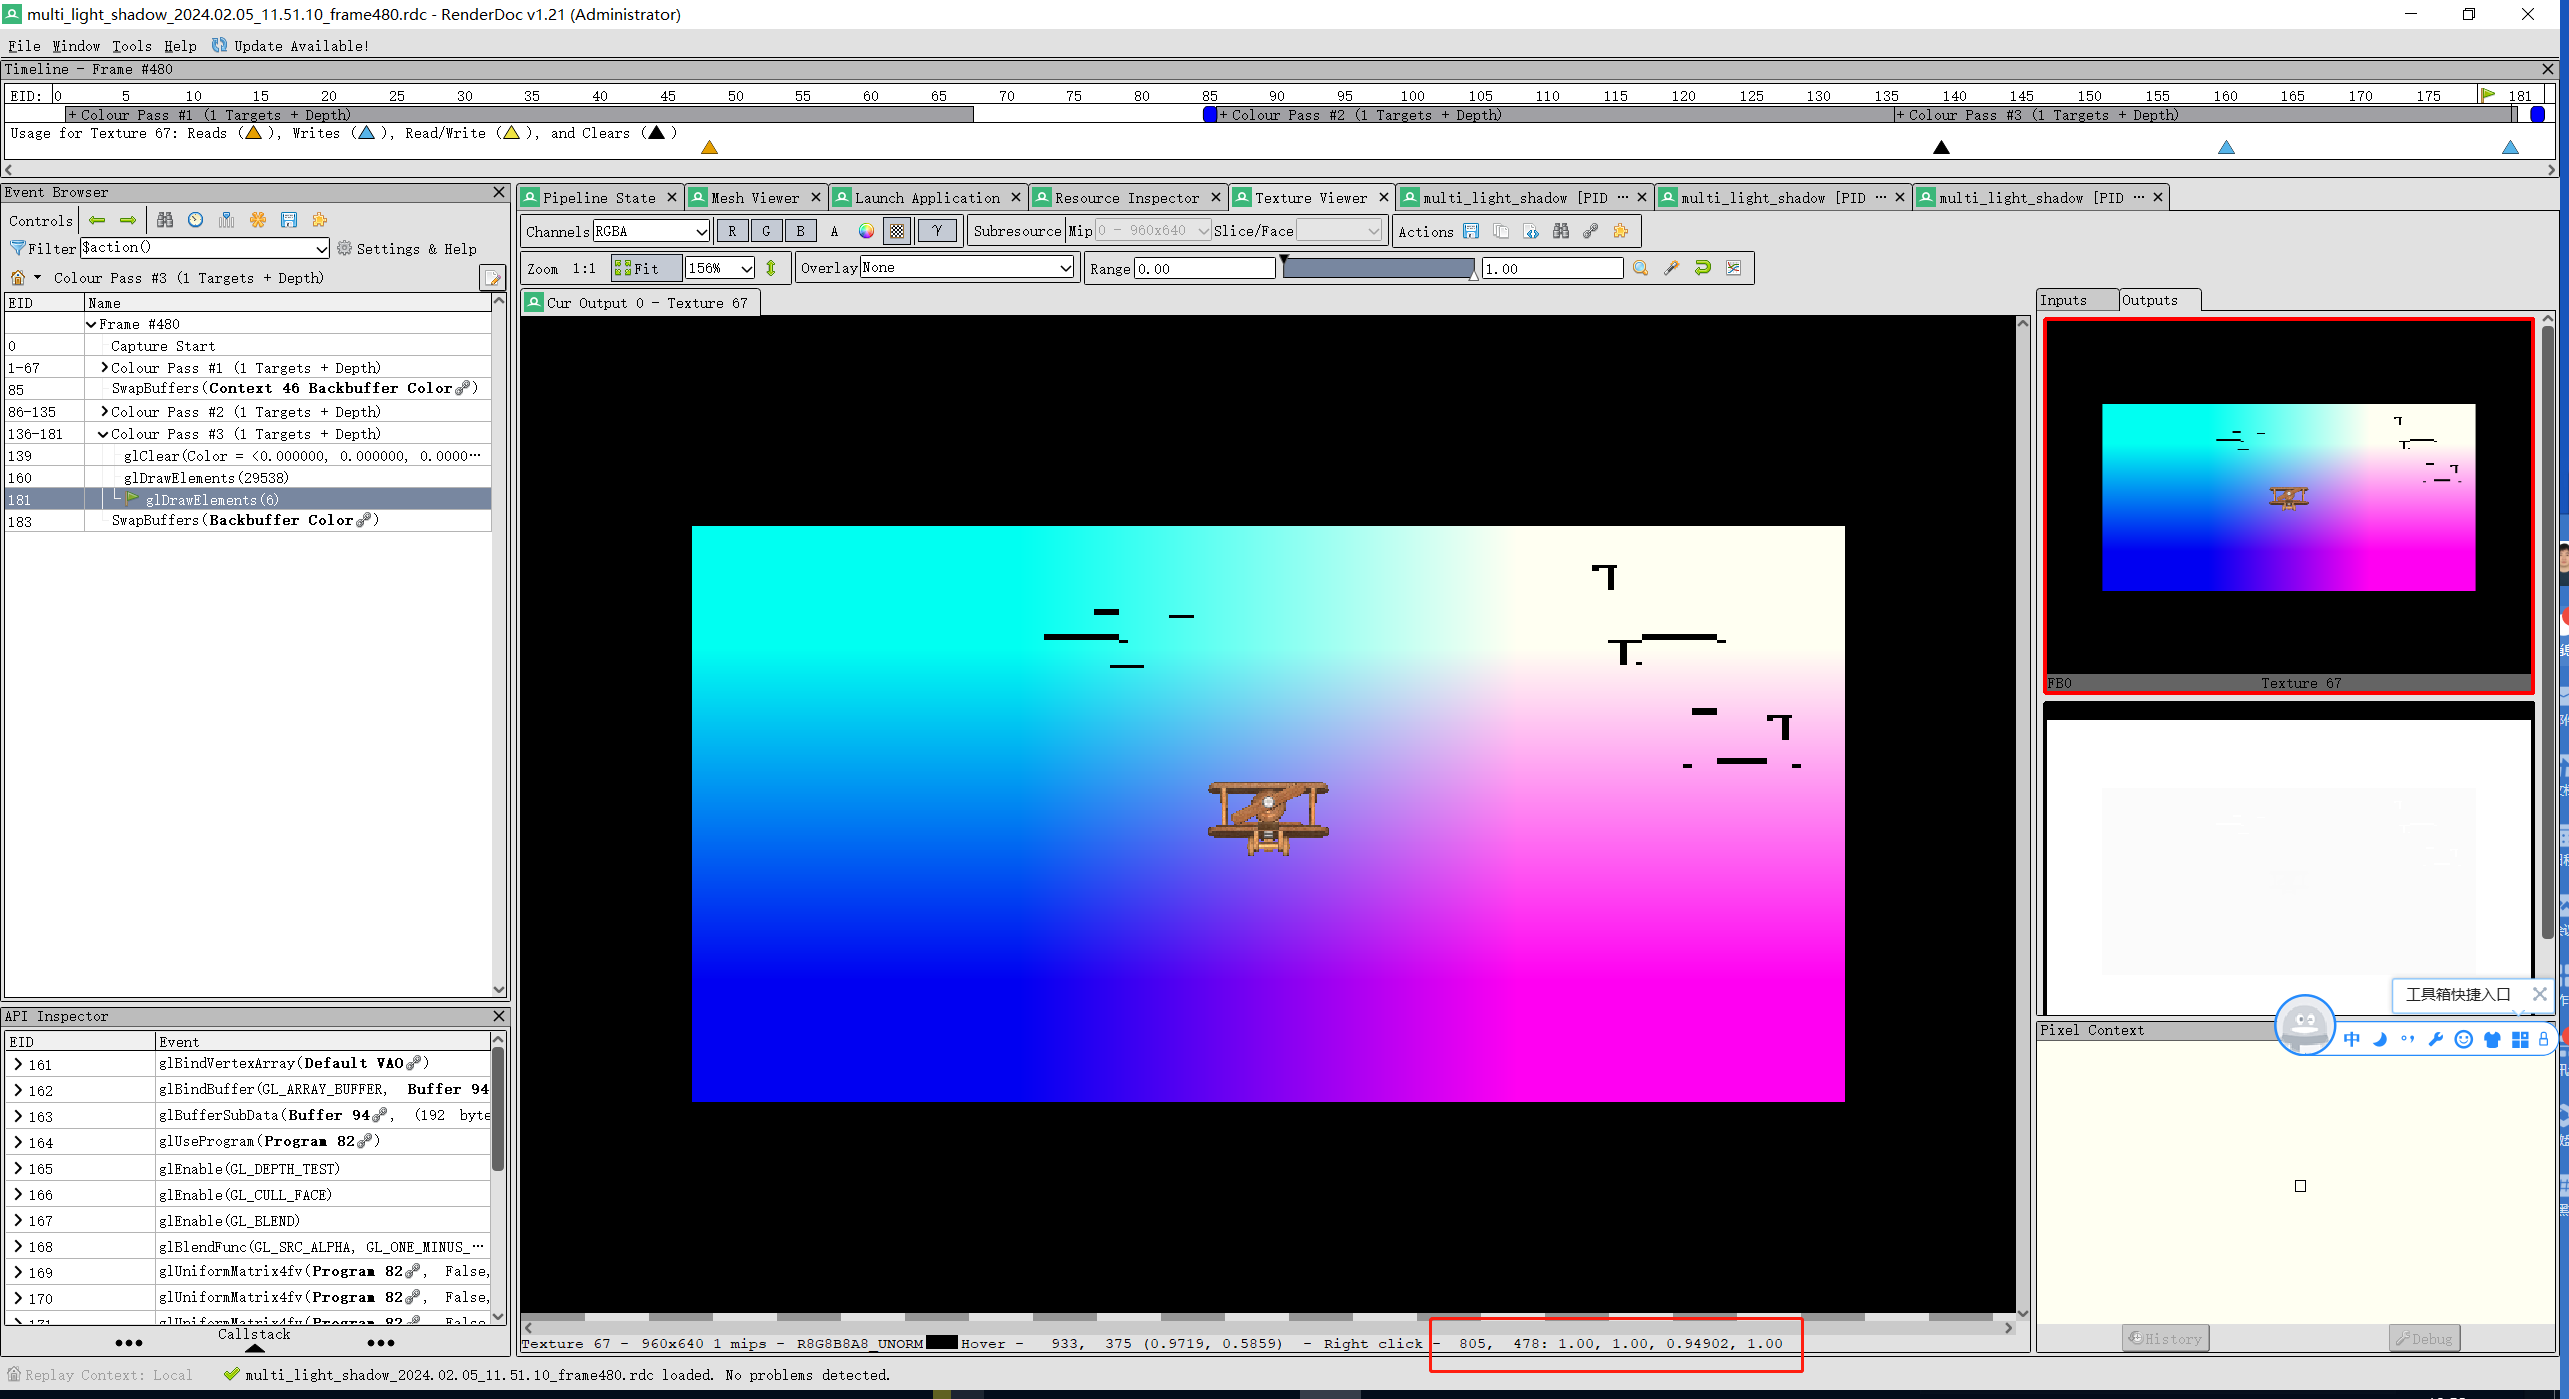 multi_light_shadow_2024.02.05_11.51.10_frame480.rdc - RenderDoc v1.21 (Administrator)
File Window Tools Help Update Available!
Timeline - Frame #480
EID: 0 5 10 15 20 25 30 35 40 45 50 55 60 65 70 75 80 85 90 95 100 105 110 115 120 125 130 135 140 145 150 155 160 165 170 175 181
+ Colour Pass #1 (1 Targets + Depth) + Colour Pass #2 (1 Targets + Depth) + Colour Pass #3 (1 Targets + Depth)
Usage for Texture 67: Reads ( ), Writes ( ), Read/Write ( ), and Clears ( )
Event Browser
Controls
Filter $action() Settings & Help
Colour Pass #3 (1 Targets + Depth)
EID Name
Frame #480
0 Capture Start
1-67 Colour Pass #1 (1 Targets + Depth)
85 SwapBuffers(Context 46 Backbuffer Color)
86-135 Colour Pass #2 (1 Targets + Depth)
136-181 Colour Pass #3 (1 Targets + Depth)
139 glClear(Color = <0.000000, 0.000000, 0.0000…
160 glDrawElements(29538)
181 glDrawElements(6)
183 SwapBuffers(Backbuffer Color)
API Inspector
EID Event
161 glBindVertexArray(Default VAO)
162 glBindBuffer(GL_ARRAY_BUFFER, Buffer 94
163 glBufferSubData(Buffer 94, (192 byte
164 glUseProgram(Program 82)
165 glEnable(GL_DEPTH_TEST)
166 glEnable(GL_CULL_FACE)
167 glEnable(GL_BLEND)
168 glBlendFunc(GL_SRC_ALPHA, GL_ONE_MINUS_…
169 glUniformMatrix4fv(Program 82, False,
170 glUniformMatrix4fv(Program 82, False,
Callstack
Pipeline State Mesh Viewer Launch Application Resource Inspector Texture Viewer multi_light_shadow [PID … multi_light_shadow [PID … multi_light_shadow [PID …
Channels RGBA R G B A γ Subresource Mip 0 - 960x640 Slice/Face Actions
Zoom 1:1 Fit 156% Overlay None Range 0.00 1.00
Cur Output 0 - Texture 67
Texture 67 - 960x640 1 mips - R8G8B8A8_UNORM Hover - 933, 375 (0.9719, 0.5859) - Right click - 805, 478: 1.00, 1.00, 0.94902, 1.00
Inputs Outputs
FB0 Texture 67
工具箱快捷入口
中
Pixel Context
History Debug
Replay Context: Local multi_light_shadow_2024.02.05_11.51.10_frame480.rdc loaded. No problems detected.